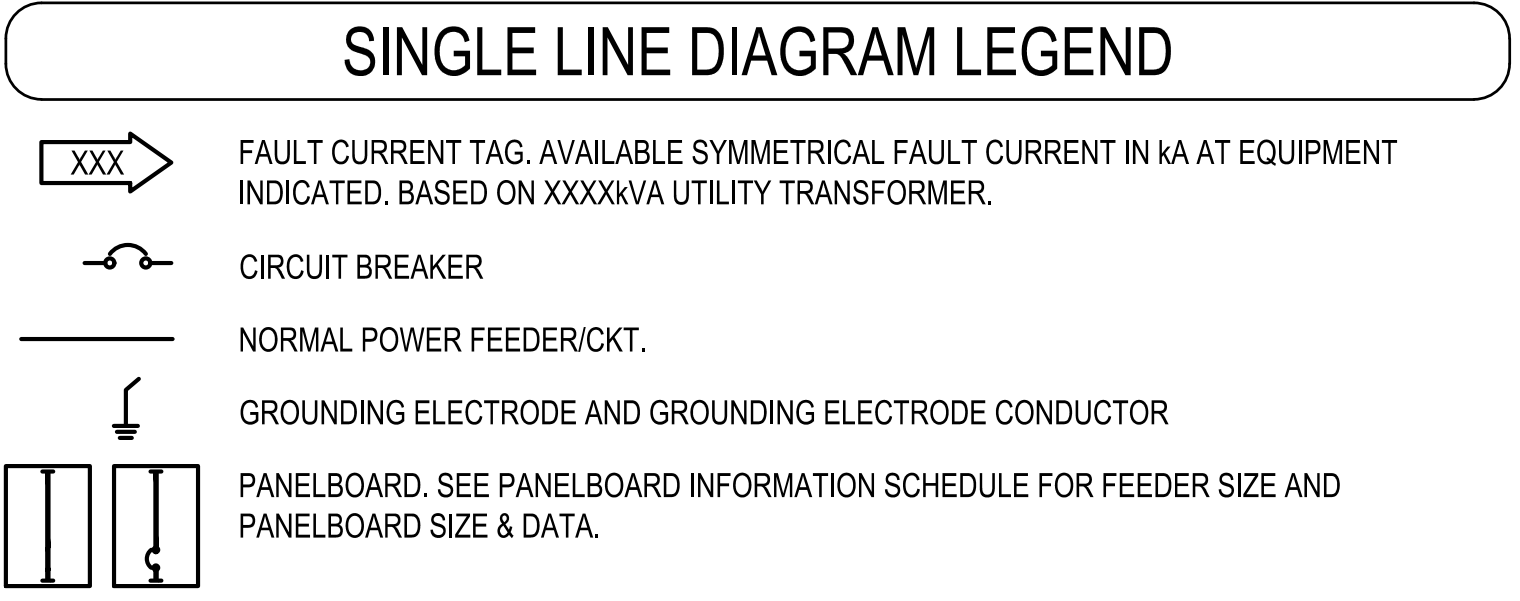 SINGLE LINE DIAGRAM LEGEND
XXX
FAULT CURRENT TAG. AVAILABLE SYMMETRICAL FAULT CURRENT IN kA AT EQUIPMENT
INDICATED. BASED ON XXXXkVA UTILITY TRANSFORMER.
CIRCUIT BREAKER
NORMAL POWER FEEDER/CKT.
GROUNDING ELECTRODE AND GROUNDING ELECTRODE CONDUCTOR
PANELBOARD. SEE PANELBOARD INFORMATION SCHEDULE FOR FEEDER SIZE AND
PANELBOARD SIZE & DATA.